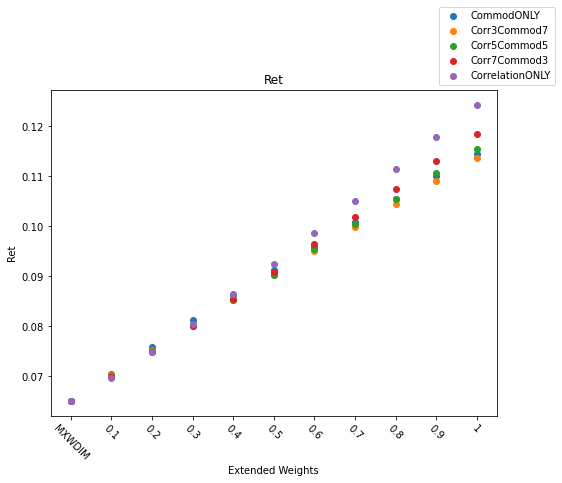 CommodONLY
Corr3Commod7
Corr5Commod5
Corr7Commod3
CorrelationONLY
Ret
0.12
0.11
0.10
0.09
0.08
0.07
Ret
MXWDIM
0.1
0.2
0.3
0.4
0.5
0.6
0.7
0.8
0.9
1
Extended Weights